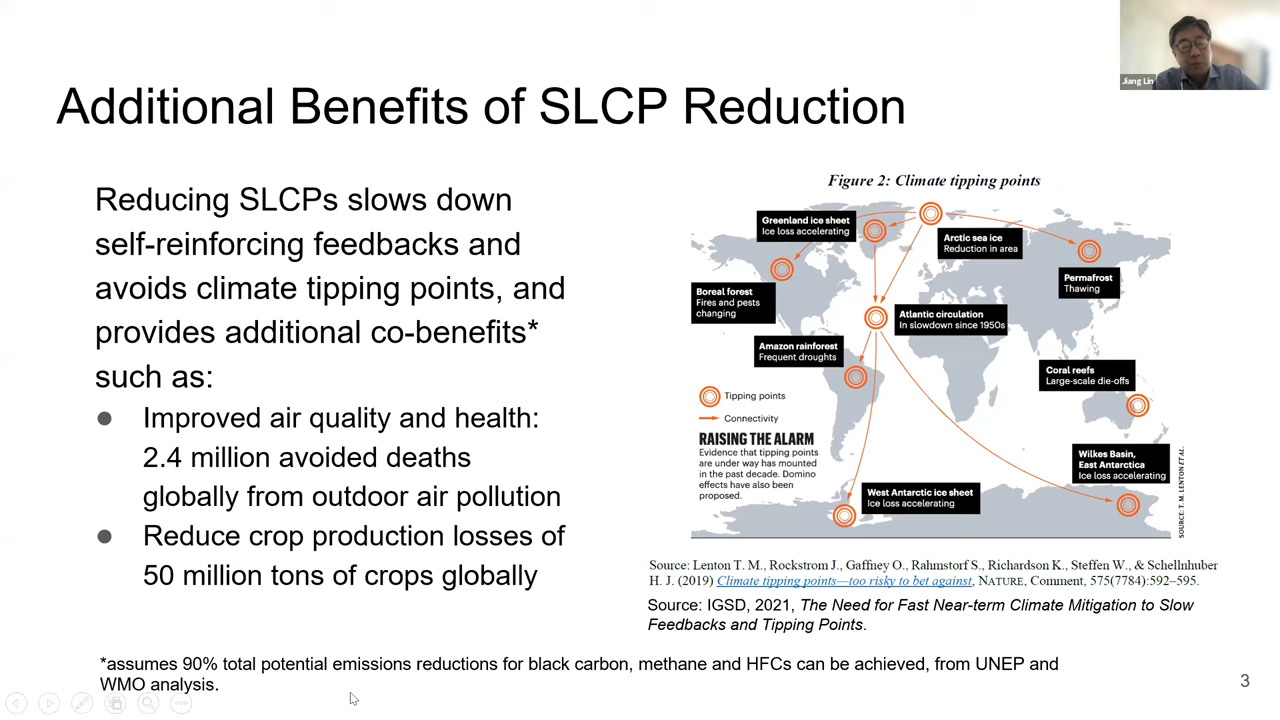 Jiang Lin
Additional Benefits of SLCP Reduction
Reducing SLCPs slows down
self-reinforcing feedbacks and
avoids climate tipping points, and
provides additional co-benefits*
such as:
● Improved air quality and health:
2.4 million avoided deaths
globally from outdoor air pollution
● Reduce crop production losses of
50 million tons of crops globally
Figure 2: Climate tipping points
Greenland ice sheet
Ice loss accelerating
Arctic sea ice
Reduction in area
Permafrost
Thawing
Boreal forest
Fires and pests
changing
Atlantic circulation
In slowdown since 1950s
Amazon rainforest
Frequent droughts
Coral reefs
Large-scale die-offs
Tipping points
Connectivity
RAISING THE ALARM
Evidence that tipping points
are under way has mounted
in the past decade. Domino
effects have also been
proposed.
Wilkes Basin,
East Antarctica
Ice loss accelerating
West Antarctic ice sheet
Ice loss accelerating
SOURCE: T. M. LENTON ET AL.
Source: Lenton T. M., Rockstrom J., Gaffney O., Rahmstorf S., Richardson K., Steffen W., & Schellnhuber
H. J. (2019) Climate tipping points—too risky to bet against, NATURE, Comment, 575(7784):592–595.
Source: IGSD, 2021, The Need for Fast Near-term Climate Mitigation to Slow
Feedbacks and Tipping Points.
*assumes 90% total potential emissions reductions for black carbon, methane and HFCs can be achieved, from UNEP and
WMO analysis.
3